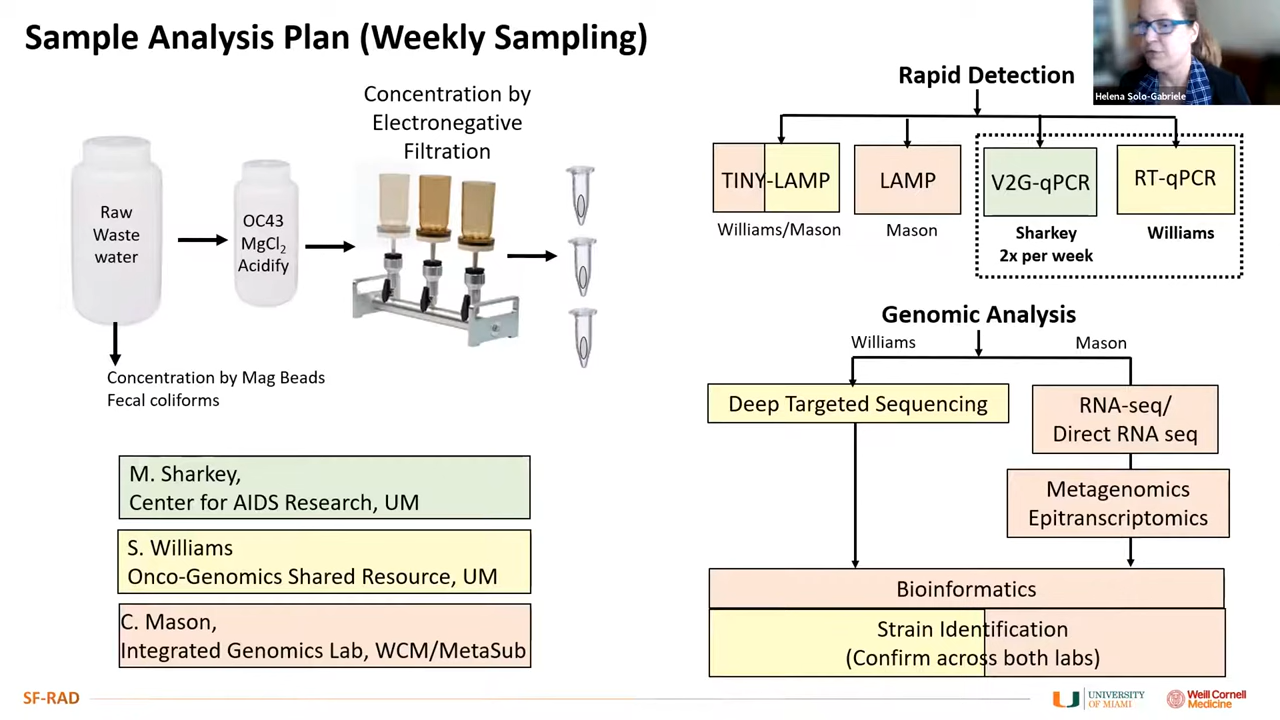 Sample Analysis Plan (Weekly Sampling)
Helena Solo-Gabriele
Concentration by
Electronegative
Filtration
Raw
Waste
water
OC43
MgCl₂
Acidify
Concentration by Mag Beads
Fecal coliforms
M. Sharkey,
Center for AIDS Research, UM
S. Williams
Onco-Genomics Shared Resource, UM
C. Mason,
Integrated Genomics Lab, WCM/MetaSub
Rapid Detection
TINY-LAMP
LAMP
V2G-qPCR
RT-qPCR
Williams/Mason
Mason
Sharkey
2x per week
Williams
Genomic Analysis
Williams
Mason
Deep Targeted Sequencing
RNA-seq/
Direct RNA seq
Metagenomics
Epitranscriptomics
Bioinformatics
Strain Identification
(Confirm across both labs)
SF-RAD
UNIVERSITY
OF MIAMI
Weill Cornell
Medicine